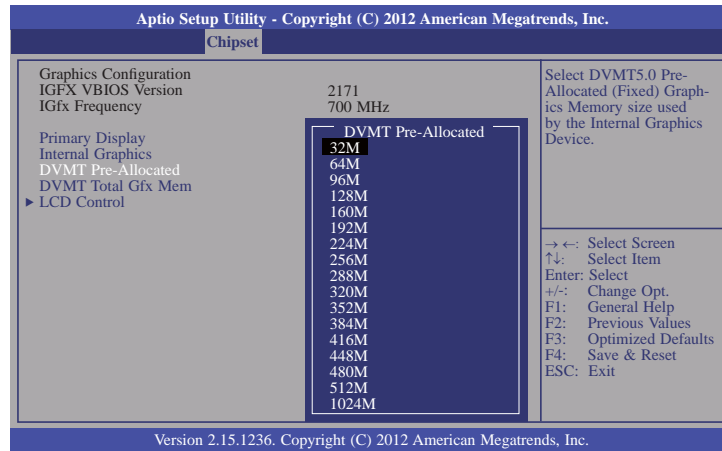 Aptio Setup Utility - Copyright (C) 2012 American Megatrends, Inc.
Chipset
Graphics Configuration
IGFX VBIOS Version 2171
IGfx Frequency 700 MHz
Primary Display
Internal Graphics
DVMT Pre-Allocated
DVMT Total Gfx Mem
▶ LCD Control
DVMT Pre-Allocated
32M
64M
96M
128M
160M
192M
224M
256M
288M
320M
352M
384M
416M
448M
480M
512M
1024M
Select DVMT5.0 Pre-
Allocated (Fixed) Graph-
ics Memory size used
by the Internal Graphics
Device.
→ ←: Select Screen
↑↓: Select Item
Enter: Select
+/-: Change Opt.
F1: General Help
F2: Previous Values
F3: Optimized Defaults
F4: Save & Reset
ESC: Exit
Version 2.15.1236. Copyright (C) 2012 American Megatrends, Inc.